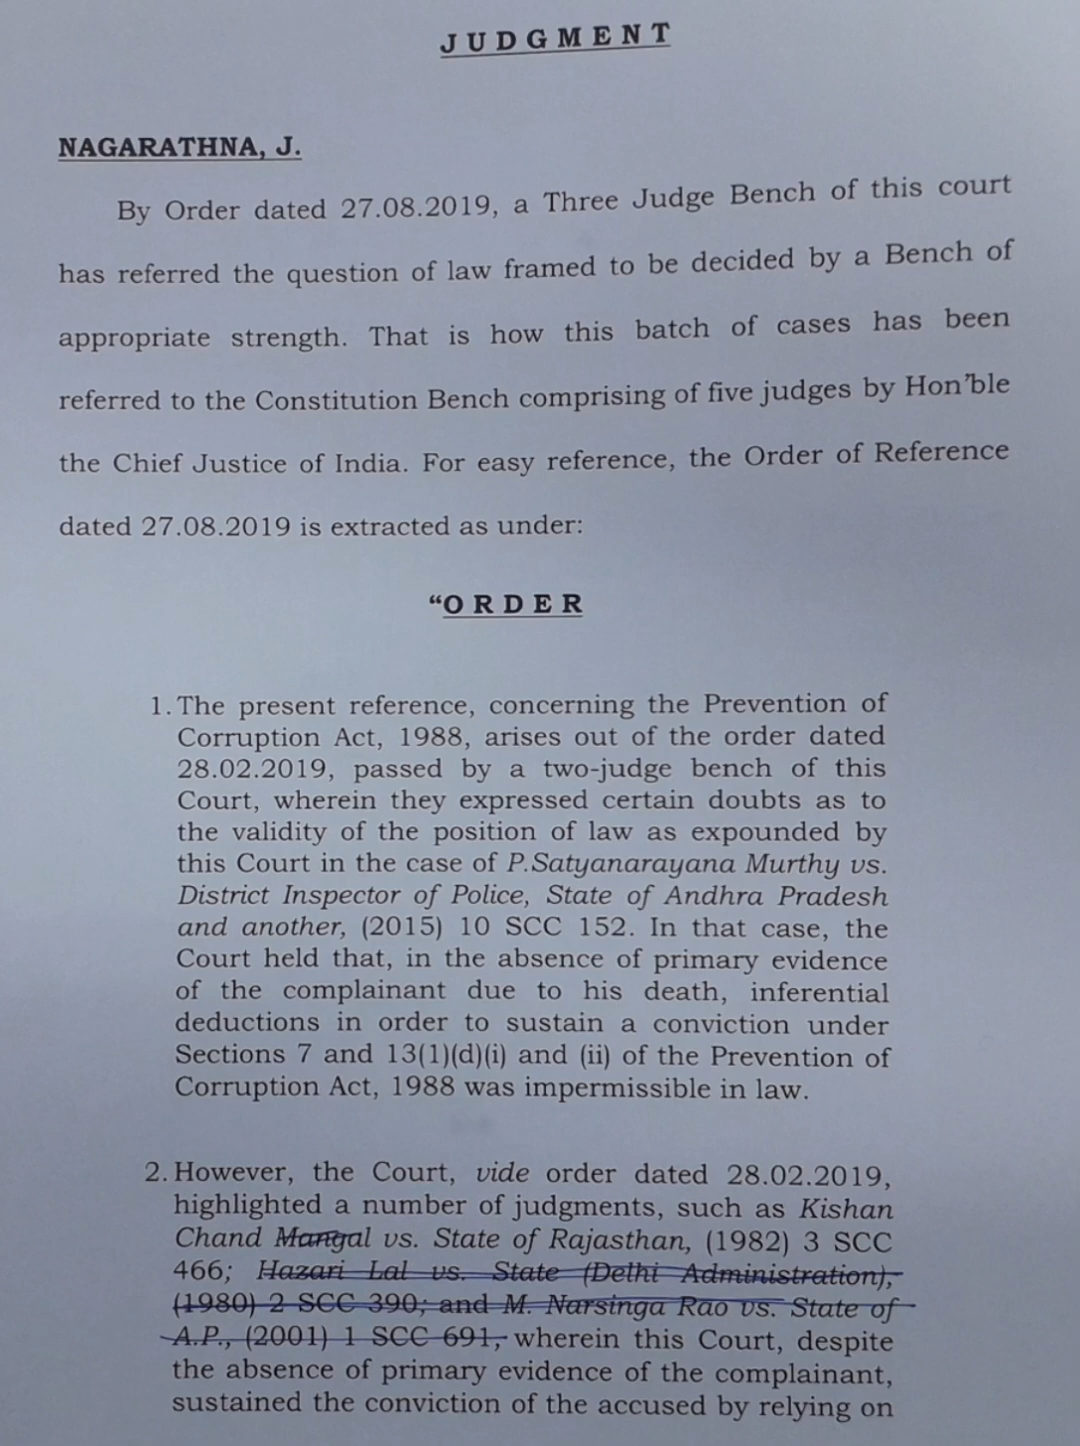 JUDGMENT
NAGARATHNA, J.
By Order dated 27.08.2019, a Three Judge Bench of this court
has referred the question of law framed to be decided by a Bench of
appropriate strength. That is how this batch of cases has been
referred to the Constitution Bench comprising of five judges by Hon'ble
the Chief Justice of India. For easy reference, the Order of Reference
dated 27.08.2019 is extracted as under:
“ORDER
1. The present reference, concerning the Prevention of
Corruption Act, 1988, arises out of the order dated
28.02.2019, passed by a two-judge bench of this
Court, wherein they expressed certain doubts as to
the validity of the position of law as expounded by
this Court in the case of P.Satyanarayana Murthy vs.
District Inspector of Police, State of Andhra Pradesh
and another, (2015) 10 SCC 152. In that case, the
Court held that, in the absence of primary evidence
of the complainant due to his death, inferential
deductions in order to sustain a conviction under
Sections 7 and 13(1)(d)(i) and (ii) of the Prevention of
Corruption Act, 1988 was impermissible in law.
2. However, the Court, vide order dated 28.02.2019,
highlighted a number of judgments, such as Kishan
Chand Mangal vs. State of Rajasthan, (1982) 3 SCC
466; Hazari Lal vs. State (Delhi Administration),
(1980) 2 SCC 390; and M. Narsinga Rao vs. State of
A.P., (2001) 1 SCC 691, wherein this Court, despite
the absence of primary evidence of the complainant,
sustained the conviction of the accused by relying on